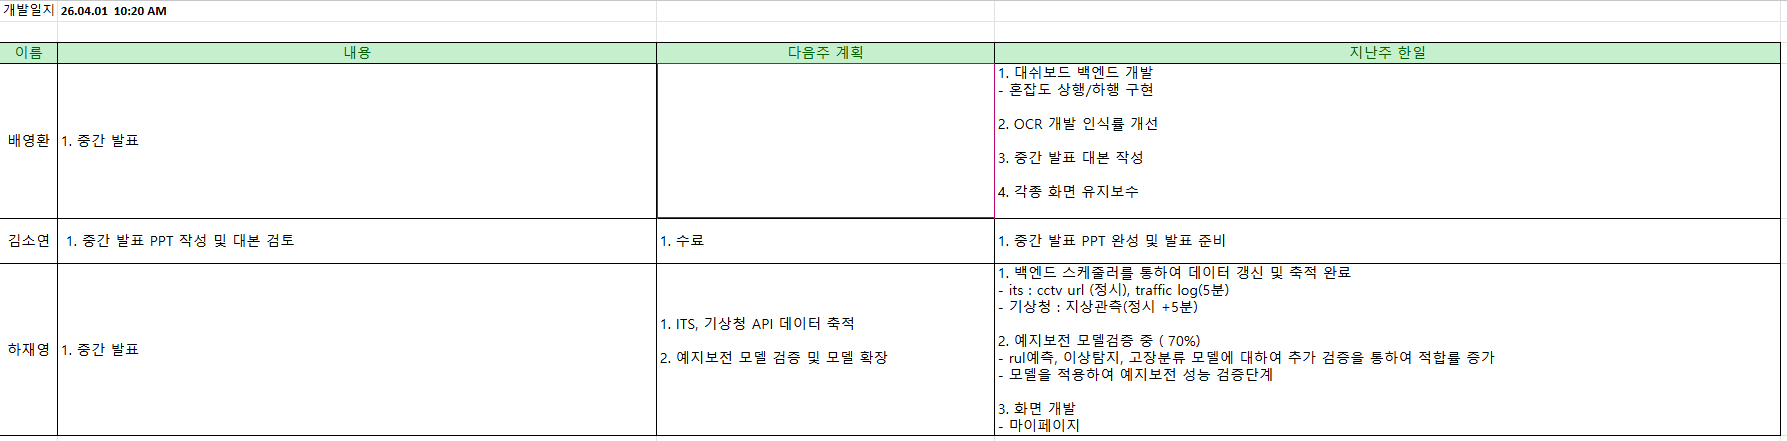 개발일지 26.04.01 10:20 AM
이름 내용 다음주 계획 지난주 한일
배영환
1. 중간 발표
1. 대쉬보드 백엔드 개발
- 혼잡도 상행/하행 구현
2. OCR 개발 인식률 개선
3. 중간 발표 대본 작성
4. 각종 화면 유지보수
김소연
1. 중간 발표 PPT 작성 및 대본 검토
1. 수료
1. 중간 발표 PPT 완성 및 발표 준비
하재영
1. 중간 발표
1. ITS, 기상청 API 데이터 축적
2. 예지보전 모델 검증 및 모델 확장
1. 백엔드 스케줄러를 통하여 데이터 갱신 및 축적 완료
- its : cctv url (정시), traffic log(5분)
- 기상청 : 지상관측(정시 +5분)
2. 예지보전 모델검증 중 ( 70%)
- rul예측, 이상탐지, 고장분류 모델에 대하여 추가 검증을 통하여 적합률 증가
- 모델을 적용하여 예지보전 성능 검증단계
3. 화면 개발
- 마이페이지